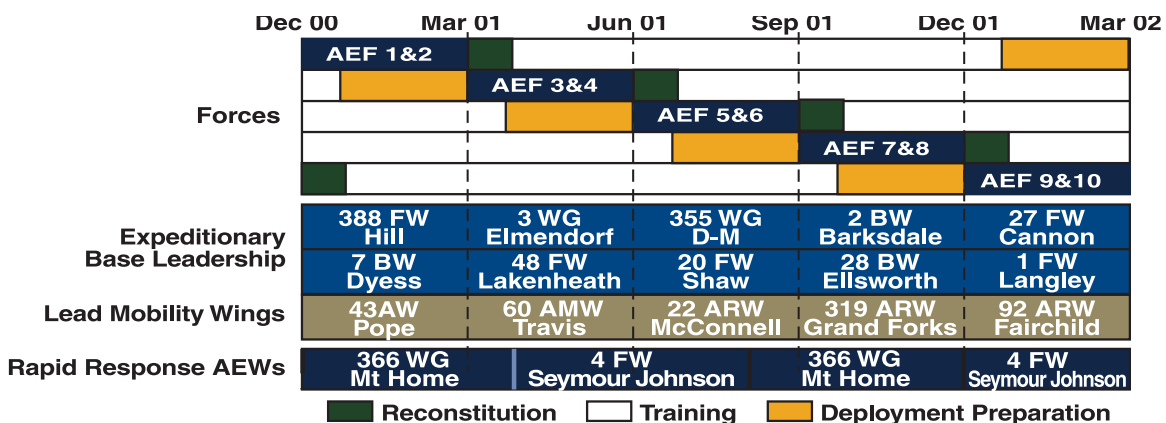 Dec 00 Mar 01 Jun 01 Sep 01 Dec 01 Mar 02
AEF 1&2
AEF 3&4
Forces
AEF 5&6
AEF 7&8
AEF 9&10
Expeditionary
Base Leadership
388 FW
Hill
3 WG
Elmendorf
355 WG
D-M
2 BW
Barksdale
27 FW
Cannon
7 BW
Dyess
48 FW
Lakenheath
20 FW
Shaw
28 BW
Ellsworth
1 FW
Langley
Lead Mobility Wings
43AW
Pope
60 AMW
Travis
22 ARW
McConnell
319 ARW
Grand Forks
92 ARW
Fairchild
Rapid Response AEWs
366 WG
Mt Home
4 FW
Seymour Johnson
366 WG
Mt Home
4 FW
Seymour Johnson
Reconstitution Training Deployment Preparation